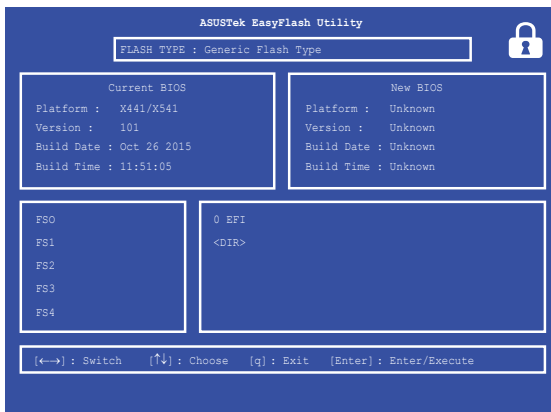 ASUSTek EasyFlash Utility
FLASH TYPE : Generic Flash Type
Current BIOS
Platform : X441/X541
Version : 101
Build Date : Oct 26 2015
Build Time : 11:51:05
New BIOS
Platform : Unknown
Version : Unknown
Build Date : Unknown
Build Time : Unknown
FSO
FS1
FS2
FS3
FS4
0 EFI
<DIR>
[←→] : Switch [↑↓] : Choose [q] : Exit [Enter] : Enter/Execute